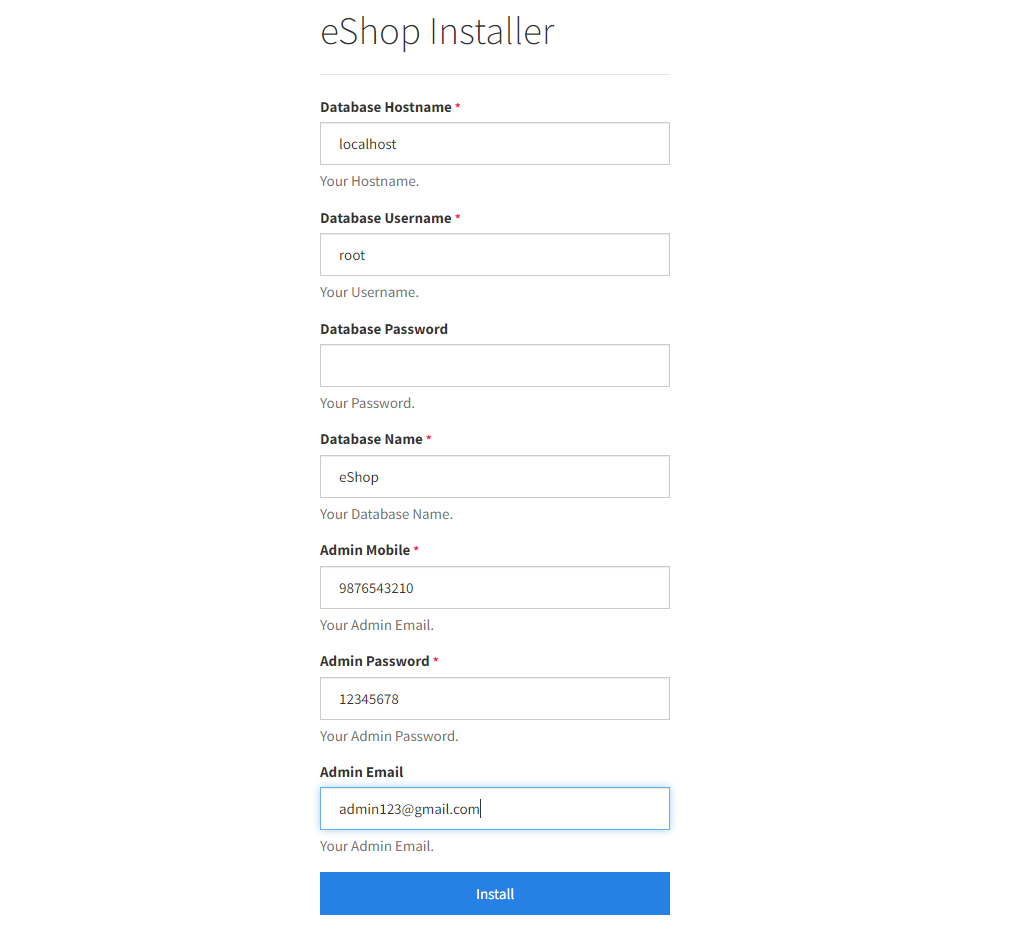 eShop Installer
Database Hostname *
localhost
Your Hostname.
Database Username *
root
Your Username.
Database Password
Your Password.
Database Name *
eShop
Your Database Name.
Admin Mobile *
9876543210
Your Admin Email.
Admin Password *
12345678
Your Admin Password.
Admin Email
admin123@gmail.com
Your Admin Email.
Install